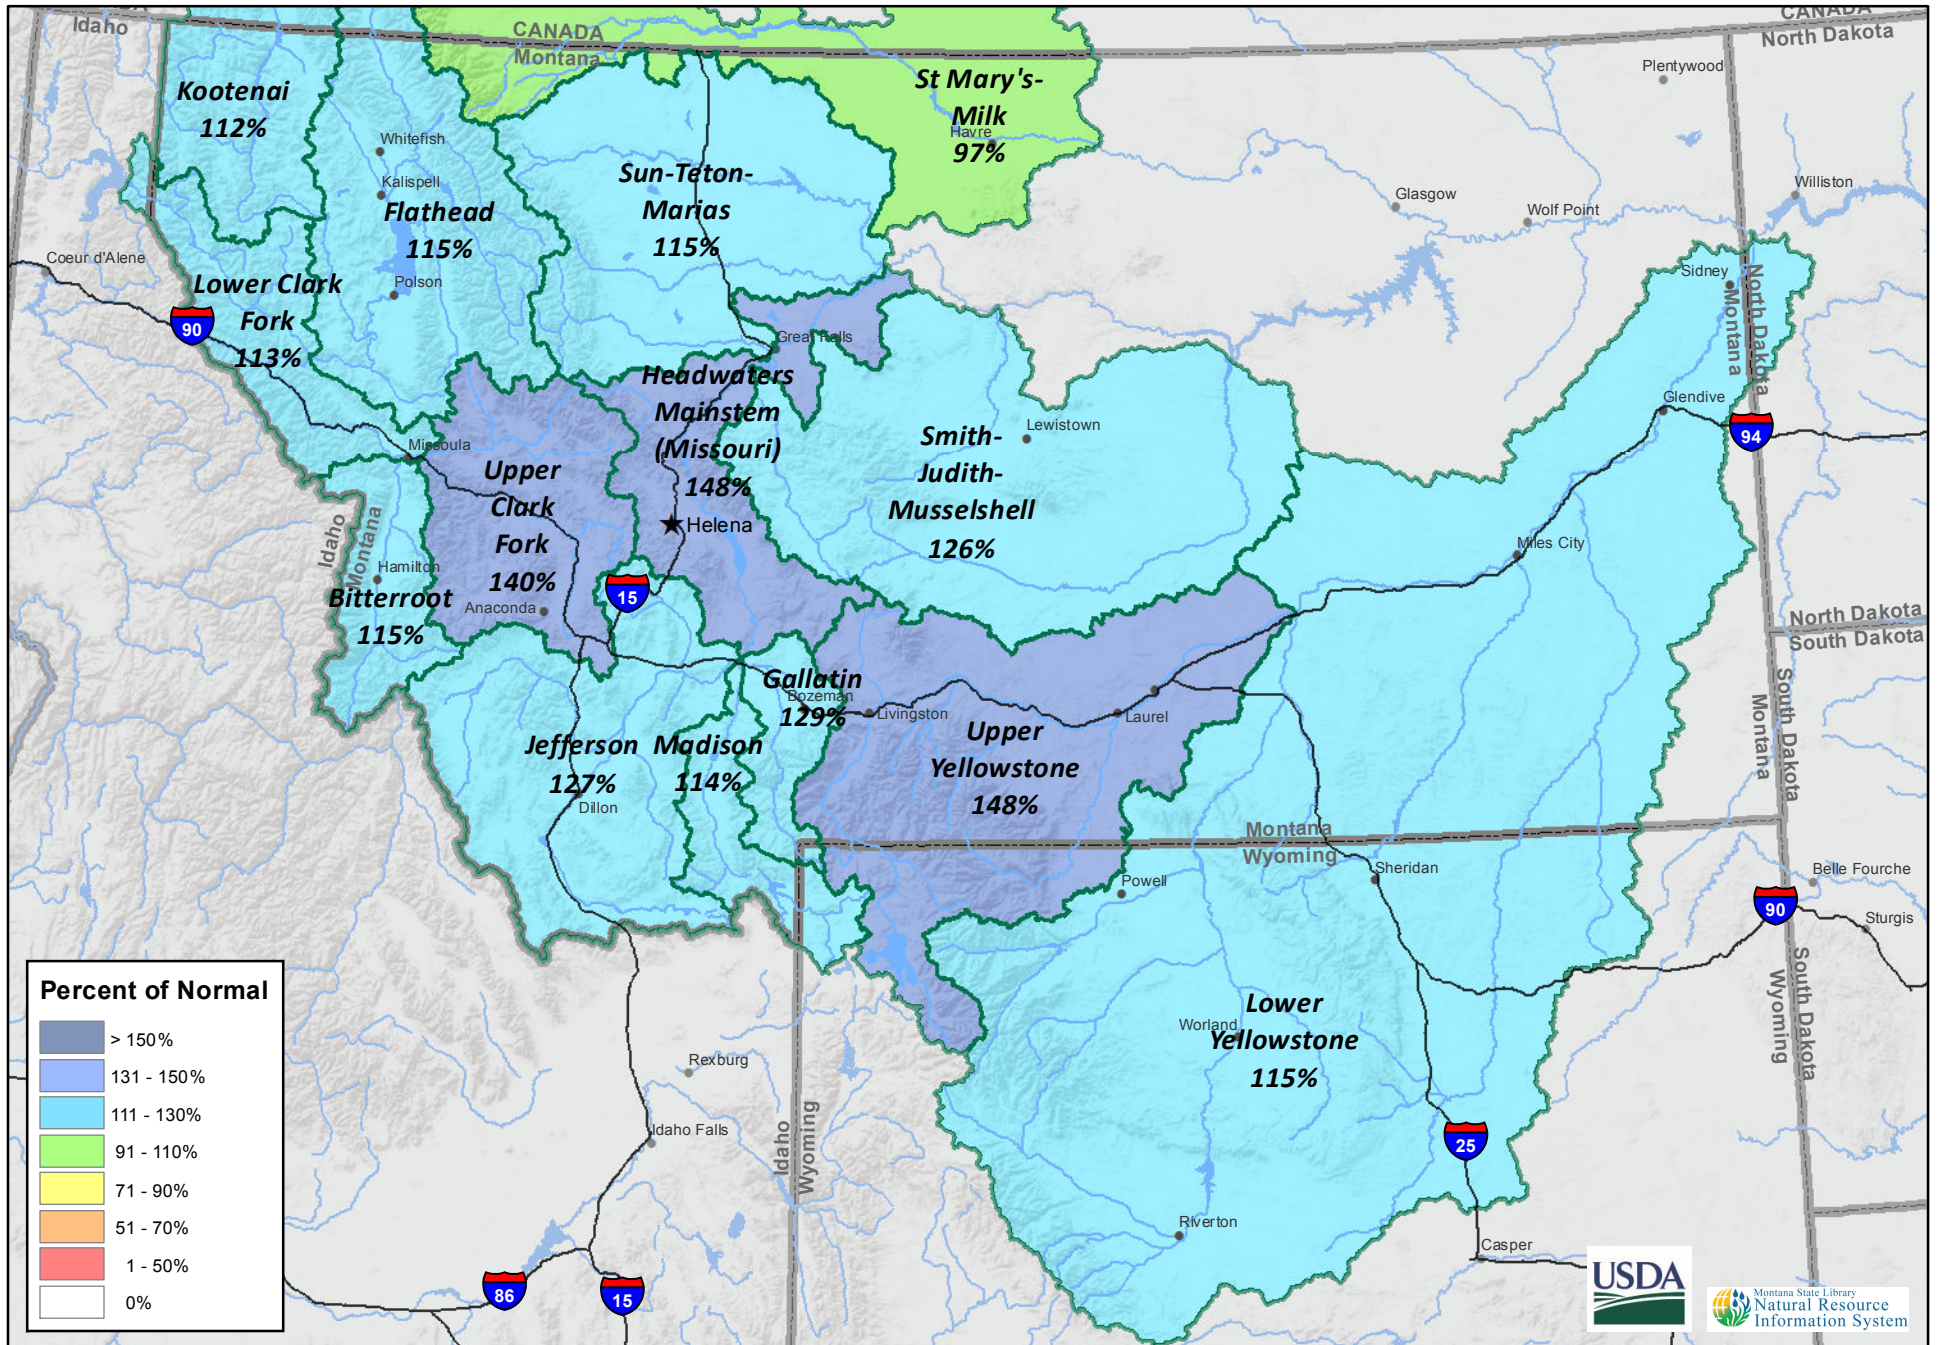 CANADA
Idaho
CANADA
Montana
CANADA
North Dakota
Kootenai
112%
Whitefish
Kalispell
Flathead
115%
Polson
Sun-Teton-
Marias
115%
St Mary's-
Milk
Havre
97%
Plentywood
Glasgow
Wolf Point
Williston
Coeur d'Alene
90
Lower Clark
Fork
113%
Great Falls
Headwaters
Mainstem
(Missouri)
148%
Helena
Sidney
North Dakota
Montana
Glendive
94
Missoula
Upper
Clark
Fork
140%
Anaconda
15
Lewistown
Smith-
Judith-
Musselshell
126%
Miles City
Idaho
Montana
Hamilton
Bitterroot
115%
North Dakota
South Dakota
Gallatin
Bozeman
129%
Livingston
Laurel
Upper
Yellowstone
148%
Jefferson
127%
Dillon
Madison
114%
South Dakota
Montana
Montana
Wyoming
Powell
Sheridan
Belle Fourche
90
Sturgis
South Dakota
Wyoming
Lower
Worland
Yellowstone
115%
Rexburg
Idaho Falls
Idaho
Wyoming
25
Riverton
Casper
86
15
Percent of Normal
> 150%
131 - 150%
111 - 130%
91 - 110%
71 - 90%
51 - 70%
1 - 50%
0%
USDA
Montana State Library
Natural Resource
Information System